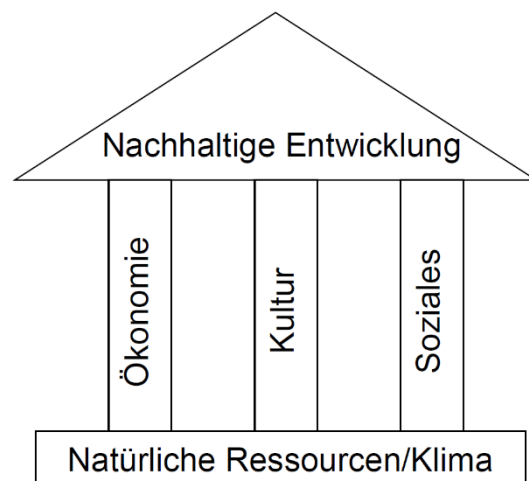 Nachhaltige Entwicklung
Ökonomie
Kultur
Soziales
Natürliche Ressourcen/Klima